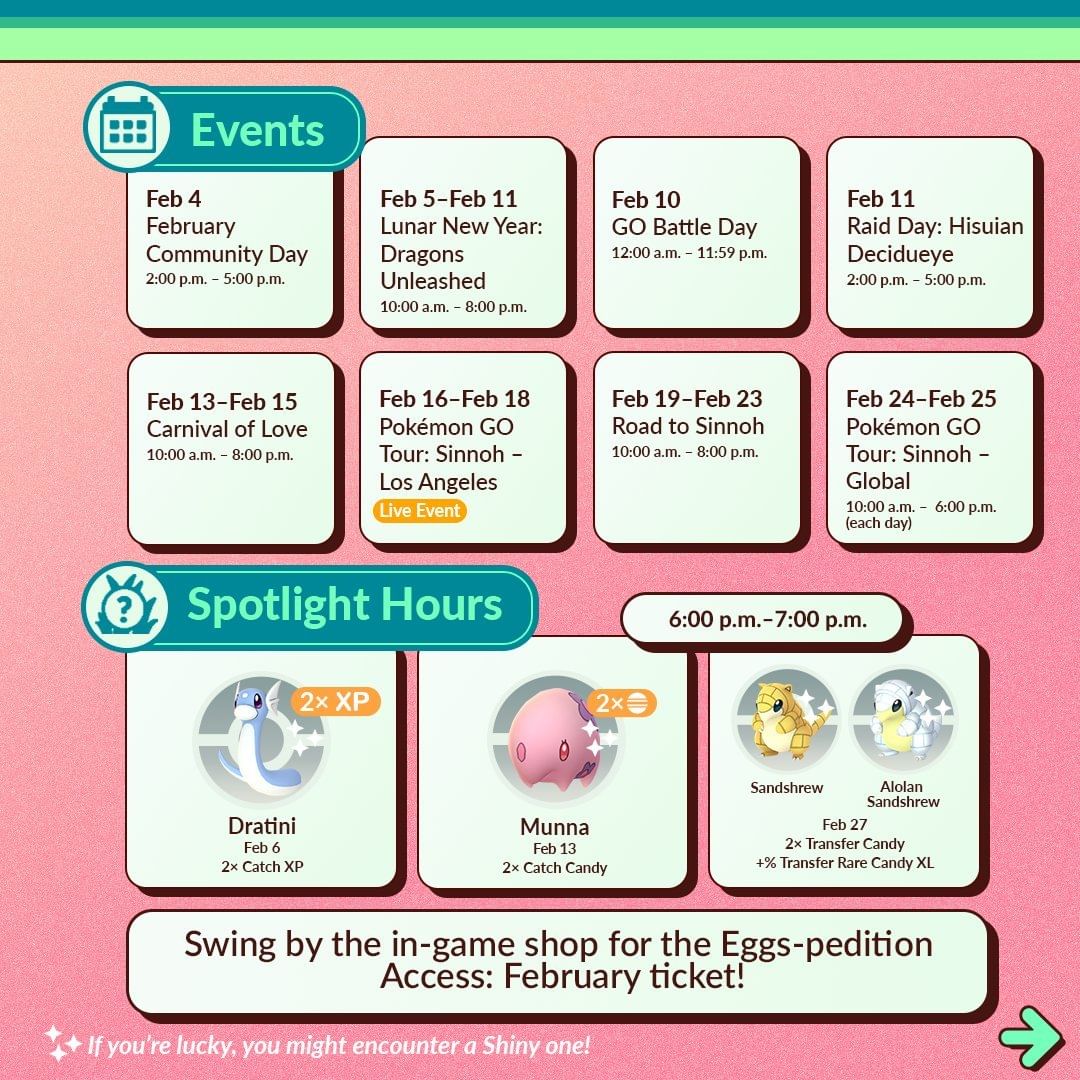 Events
Feb 4
February
Community Day
2:00 p.m. – 5:00 p.m.
Feb 5–Feb 11
Lunar New Year:
Dragons
Unleashed
10:00 a.m. – 8:00 p.m.
Feb 10
GO Battle Day
12:00 a.m. – 11:59 p.m.
Feb 11
Raid Day: Hisuian
Decidueye
2:00 p.m. – 5:00 p.m.
Feb 13–Feb 15
Carnival of Love
10:00 a.m. – 8:00 p.m.
Feb 16–Feb 18
Pokémon GO
Tour: Sinnoh –
Los Angeles
Live Event
Feb 19–Feb 23
Road to Sinnoh
10:00 a.m. – 8:00 p.m.
Feb 24–Feb 25
Pokémon GO
Tour: Sinnoh –
Global
10:00 a.m. – 6:00 p.m.
(each day)
Spotlight Hours
6:00 p.m.–7:00 p.m.
2× XP
Dratini
Feb 6
2× Catch XP
2×
Munna
Feb 13
2× Catch Candy
Sandshrew
Alolan
Sandshrew
Feb 27
2× Transfer Candy
+% Transfer Rare Candy XL
Swing by the in-game shop for the Eggs-pedition
Access: February ticket!
If you're lucky, you might encounter a Shiny one!